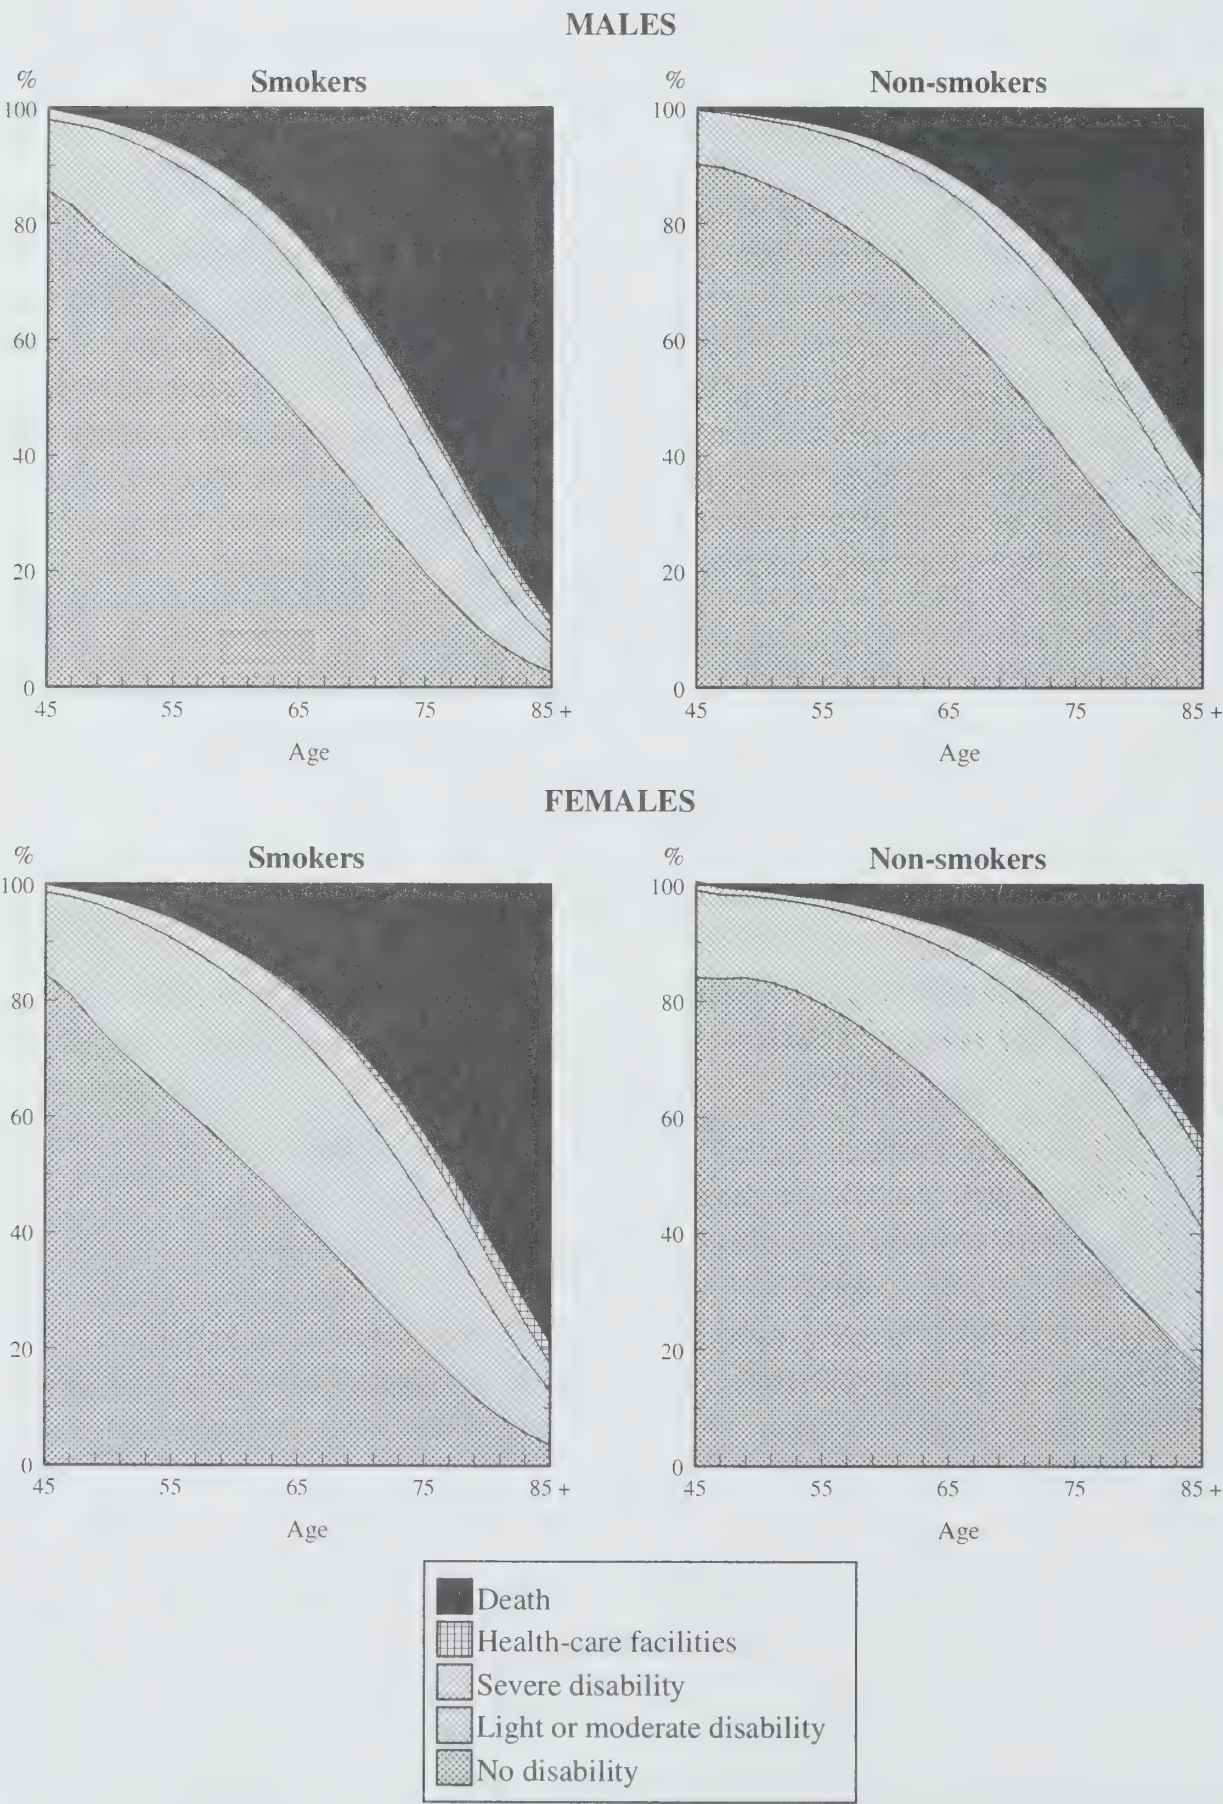 MALES
% Smokers
100
80
60
40
20
0
45 55 65 75 85 +
Age
% Non-smokers
100
80
60
40
20
0
45 55 65 75 85 +
Age
FEMALES
% Smokers
100
80
60
40
20
0
45 55 65 75 85 +
Age
% Non-smokers
100
80
60
40
20
0
45 55 65 75 85 +
Age
Death
Health-care facilities
Severe disability
Light or moderate disability
No disability